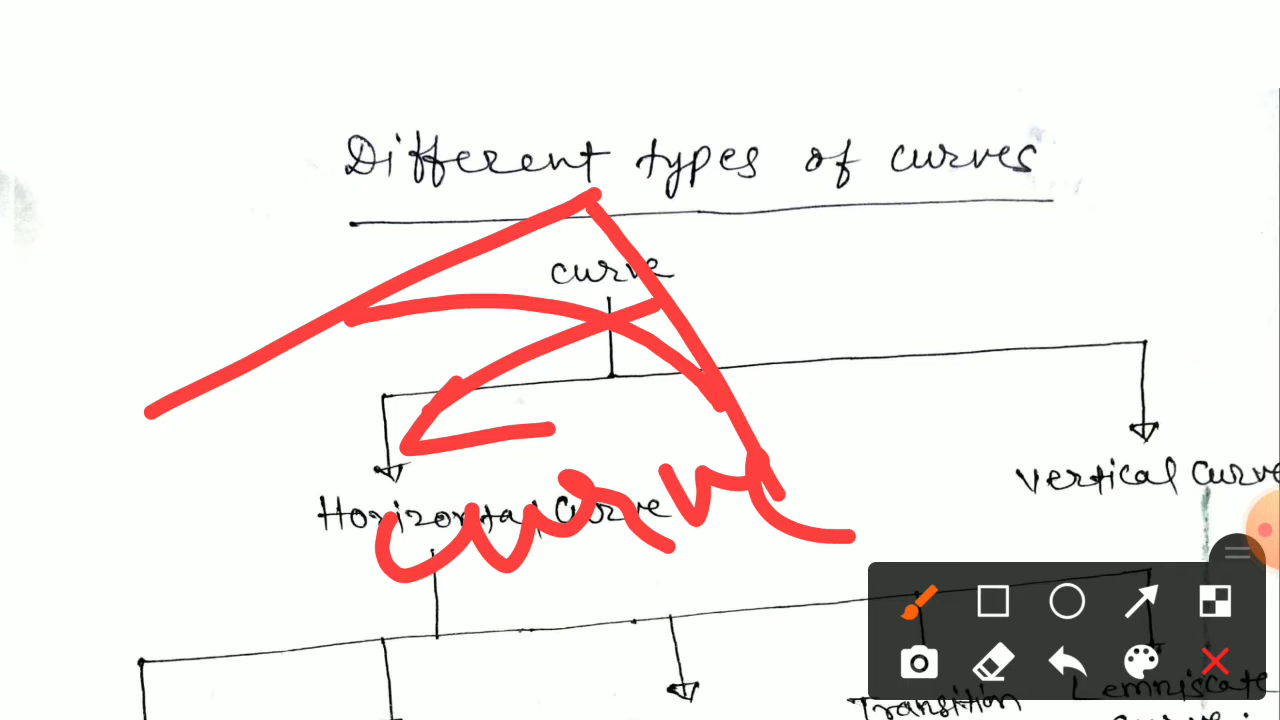 Different types of curves
curve
Vertical Curve
Horizontal Curve
curve
Transition
Lemniscate